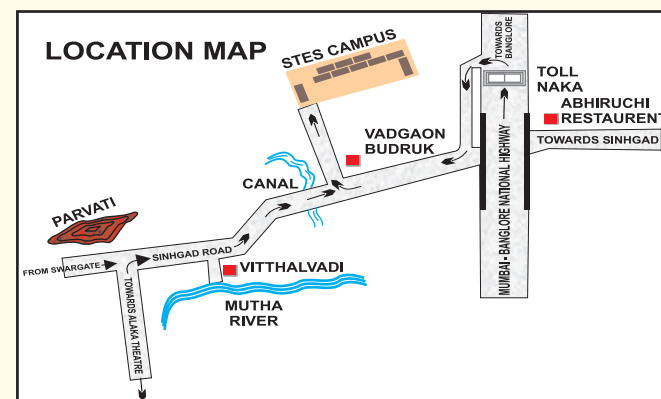 LOCATION MAP
STES CAMPUS
TOWARDS
BANGLORE
TOLL
NAKA
ABHIRUCHI
RESTAURENT
TOWARDS SINHGAD
VADGAON
BUDRUK
CANAL
MUMBAI - BANGLORE NATIONAL HIGHWAY
PARVATI
FROM SWARGATE
SINHGAD ROAD
VITTHALVADI
TOWARDS ALAKA THEATRE
MUTHA
RIVER